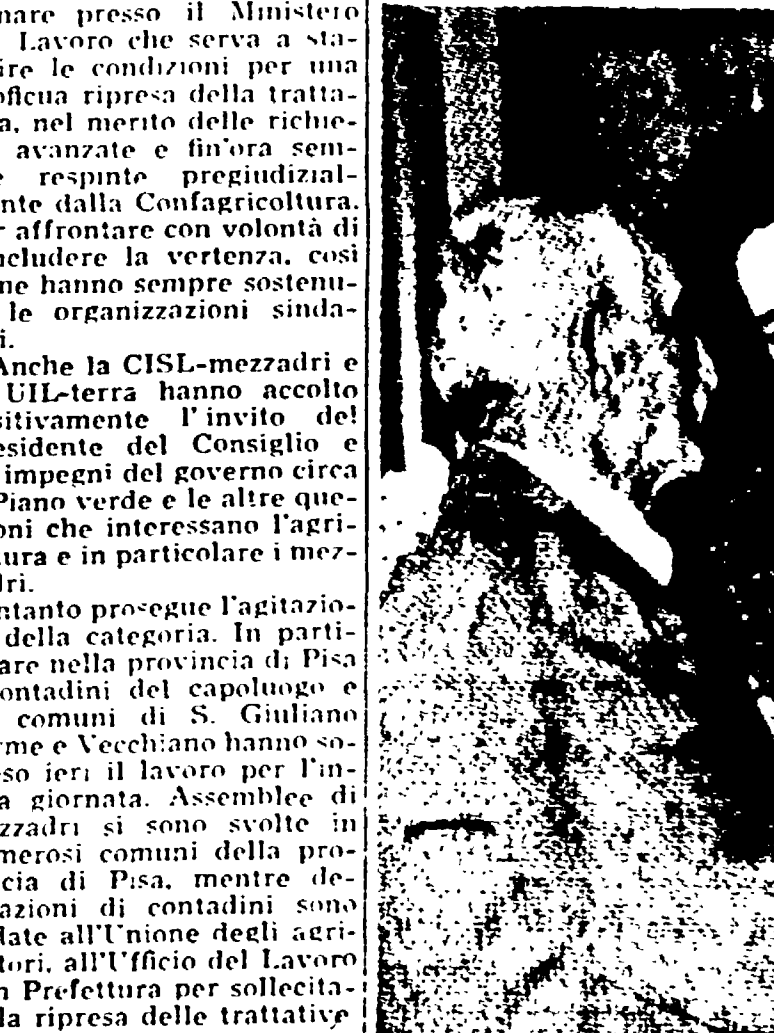 nare presso il Ministero
Lavoro che serva a sta-
ire le condizioni per una
oficua ripresa della tratta-
a, nel merito delle richie-
avanzate e fin'ora sem-
e respinte pregiudizial-
nte dalla Confagricoltura.
r affrontare con volontà di
ncludere la vertenza, così
me hanno sempre sostenu-
le organizzazioni sinda-
i.
Anche la CISL-mezzadri e
UIL-terra hanno accolto
sitivamente l'invito del
esidente del Consiglio e
impegni del governo circa
Piano verde e le altre que-
oni che interessano l'agri-
ura e in particolare i mez-
dri.
ntanto prosegue l'agitazio-
della categoria. In parti-
are nella provincia di Pisa
ontadini del capoluogo e
comuni di S. Giuliano
rme e Vecchiano hanno so-
so ieri il lavoro per l'in-
a giornata. Assemblee di
zzadri si sono svolte in
merosi comuni della pro-
cia di Pisa, mentre de-
azioni di contadini sono
date all'Unione degli agri-
tori, all'Ufficio del Lavoro
n Prefettura per sollecita-
la ripresa delle trattative